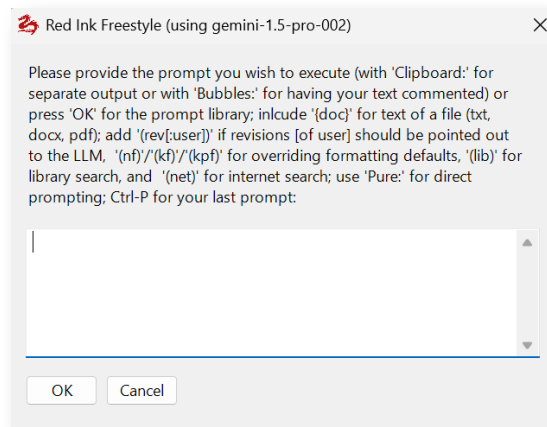 Red Ink Freestyle (using gemini-1.5-pro-002)
Please provide the prompt you wish to execute (with 'Clipboard:' for
separate output or with 'Bubbles:' for having your text commented) or
press 'OK' for the prompt library; inlcude '{doc}' for text of a file (txt,
docx, pdf); add '(rev[:user])' if revisions [of user] should be pointed out
to the LLM,  '(nf)'/'(kf)'/'(kpf)' for overriding formatting defaults, '(lib)' for
library search, and  '(net)' for internet search; use 'Pure:' for direct
prompting; Ctrl-P for your last prompt:
OK Cancel